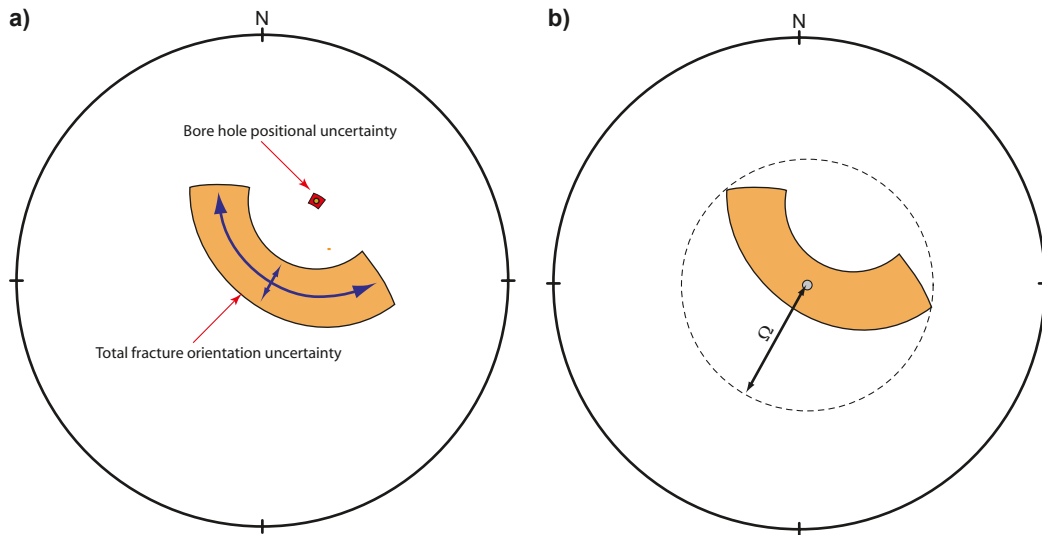 a)
N
Bore hole positional uncertainty
Total fracture orientation uncertainty
b)
N
Ω